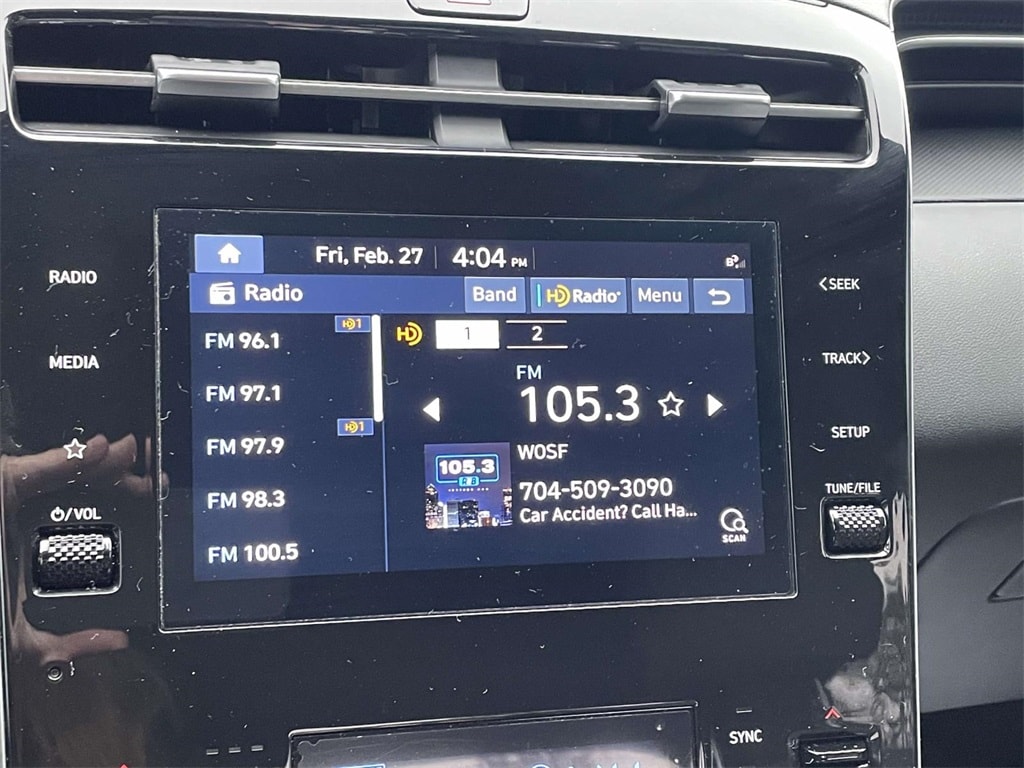 Fri, Feb. 27 4:04 PM
B
Radio
Band
HD Radio
Menu
RADIO
MEDIA
VOL
FM 96.1
HD1
FM 97.1
FM 97.9
HD1
FM 98.3
FM 100.5
HD 1 2
FM
105.3
WOSF
105.3
RB
704-509-3090
Car Accident? Call Ha...
SCAN
SEEK
TRACK
SETUP
TUNE/FILE
SYNC